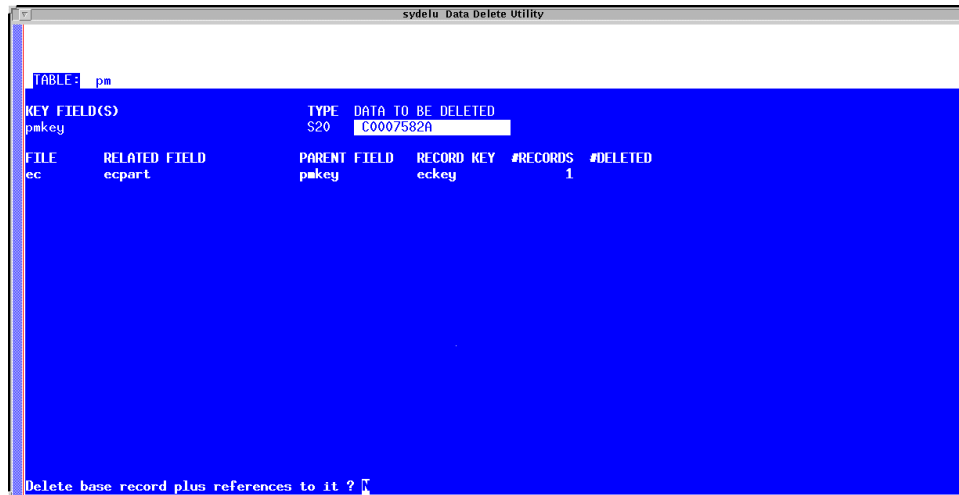 sydelu Data Delete Utility
TABLE: pm
KEY FIELD(S) TYPE DATA TO BE DELETED
pmkey S20 C0007582A
FILE RELATED FIELD PARENT FIELD RECORD KEY #RECORDS #DELETED
ec ecpart pmkey eckey 1
Delete base record plus references to it ? N